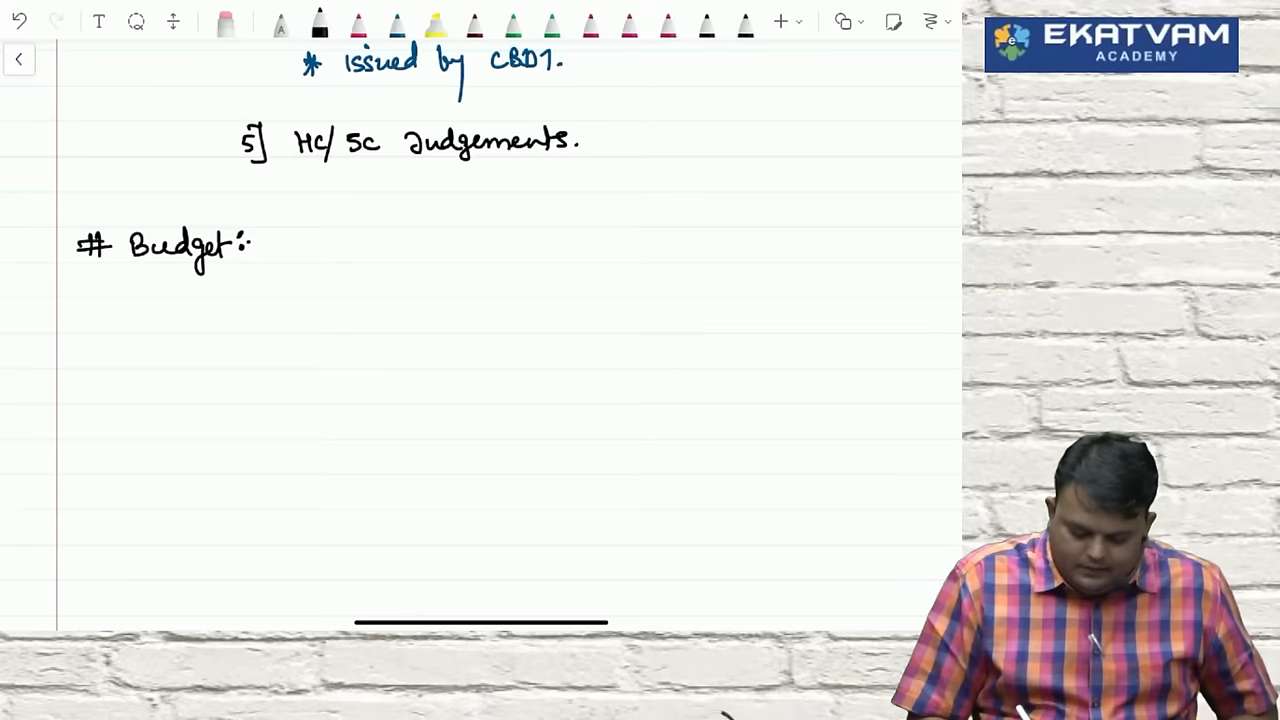 * issued by CBDT.
5] HC/ SC Judgements.
# Budget:-
EKATVAM
ACADEMY